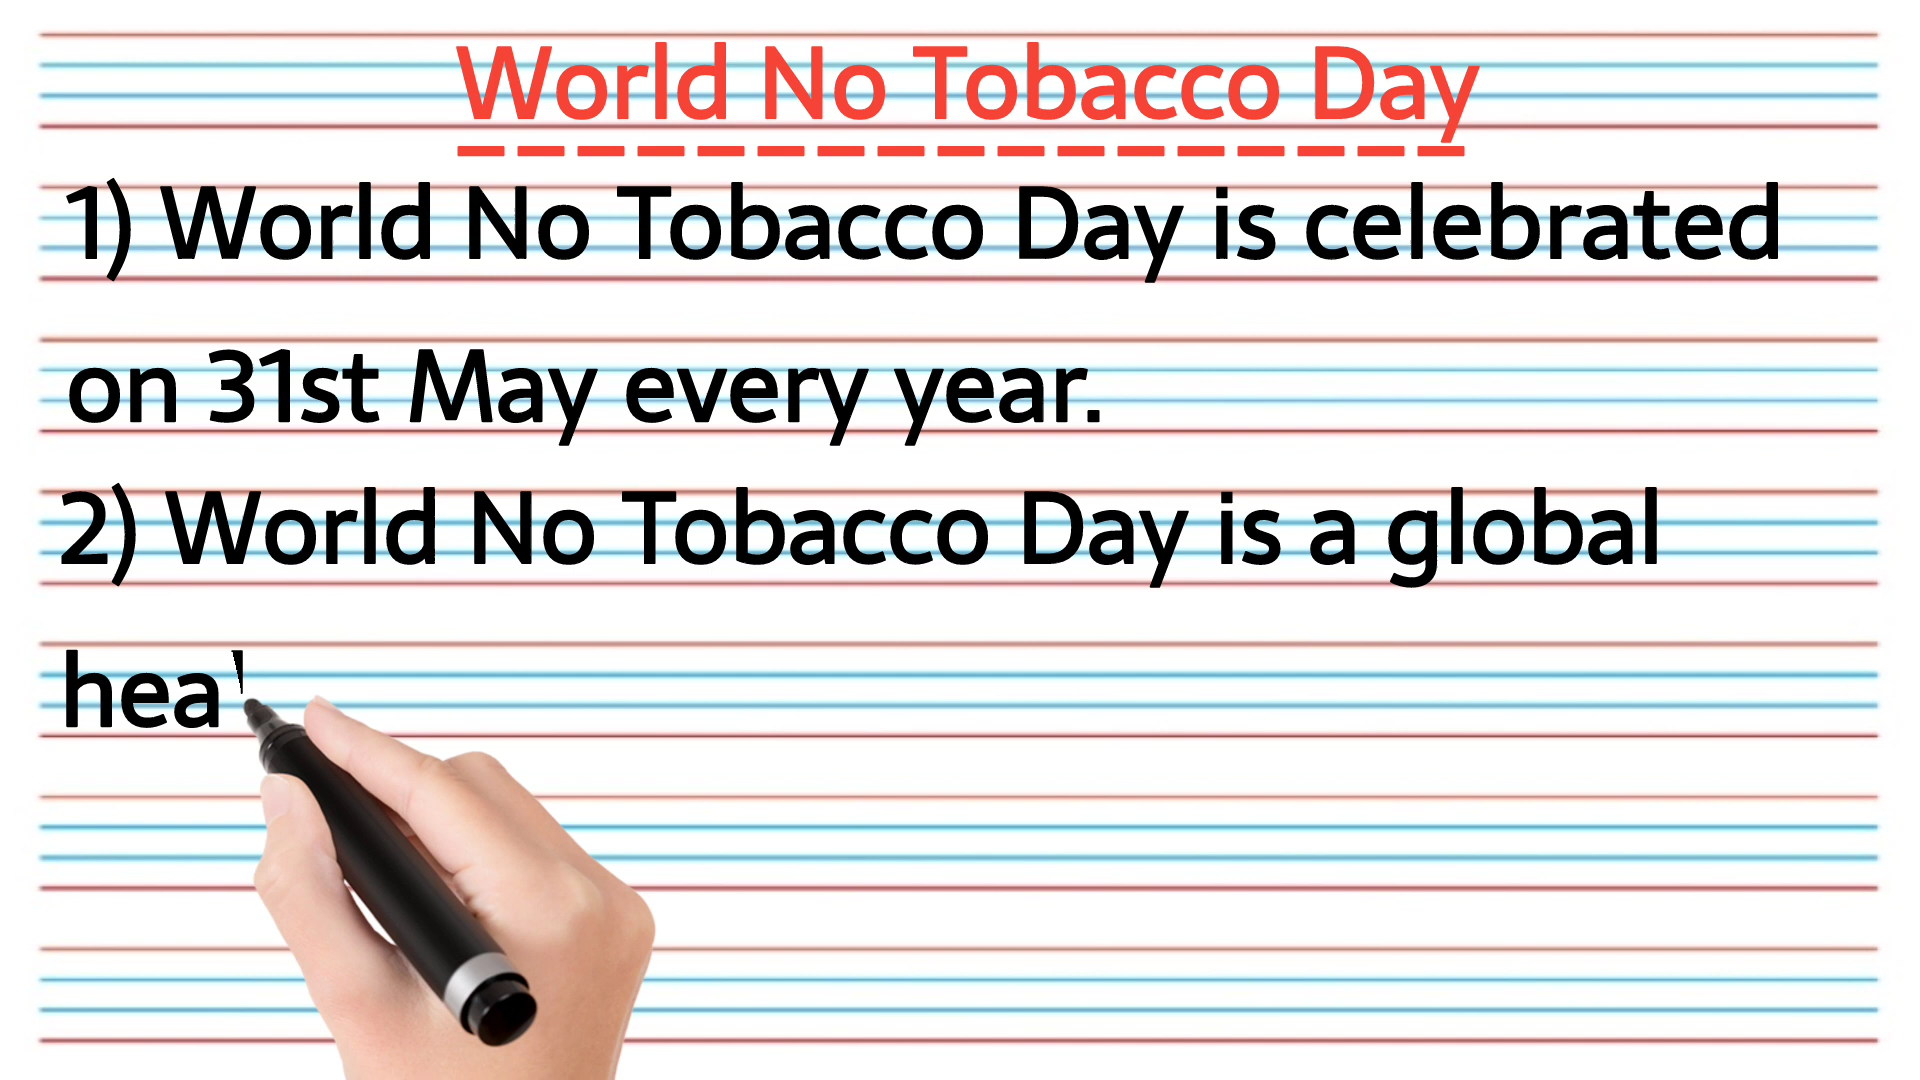 World No Tobacco Day
1) World No Tobacco Day is celebrated
on 31st May every year.
2) World No Tobacco Day is a global
hea